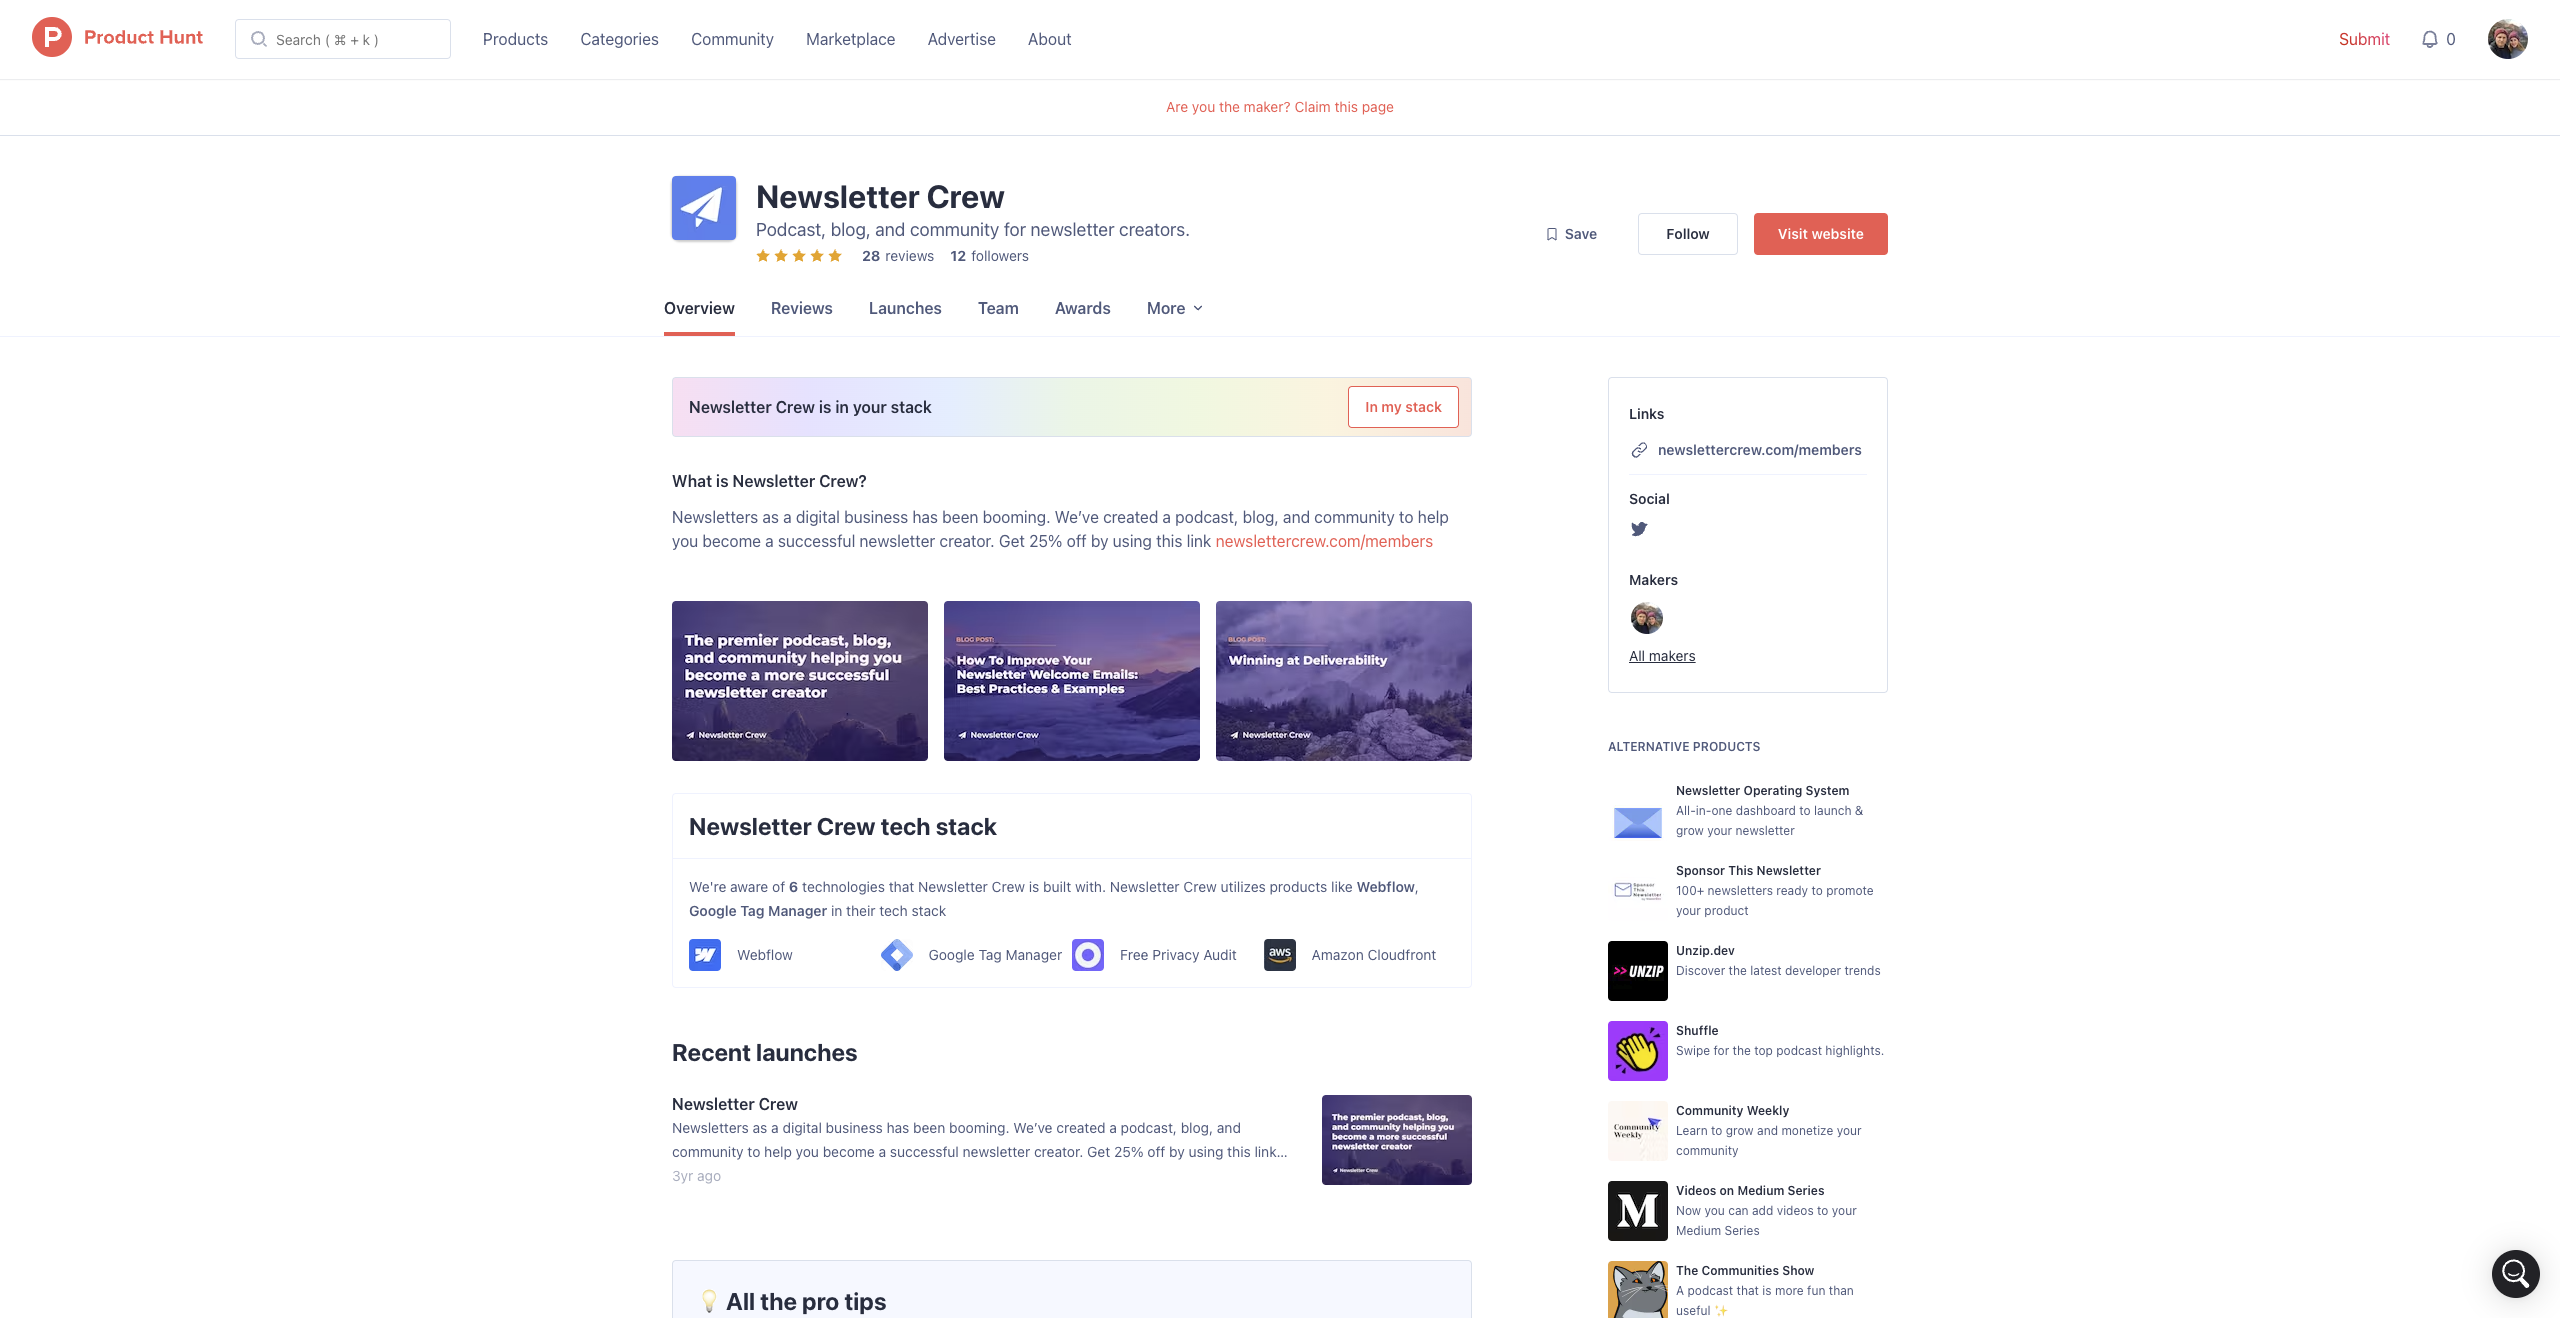 Product Hunt
Search ( ⌘ + k )
Products
Categories
Community
Marketplace
Advertise
About
Submit
0
Are you the maker? Claim this page
Newsletter Crew
Podcast, blog, and community for newsletter creators.
28 reviews 12 followers
Save
Follow
Visit website
Overview
Reviews
Launches
Team
Awards
More
Newsletter Crew is in your stack
In my stack
What is Newsletter Crew?
Newsletters as a digital business has been booming. We’ve created a podcast, blog, and community to help
you become a successful newsletter creator. Get 25% off by using this link newslettercrew.com/members
The premier podcast, blog,
and community helping you
become a more successful
newsletter creator
Newsletter Crew
BLOG POST:
How To Improve Your
Newsletter Welcome Emails:
Best Practices & Examples
Newsletter Crew
BLOG POST:
Winning at Deliverability
Newsletter Crew
Newsletter Crew tech stack
We're aware of 6 technologies that Newsletter Crew is built with. Newsletter Crew utilizes products like Webflow,
Google Tag Manager in their tech stack
Webflow
Google Tag Manager
Free Privacy Audit
aws
Amazon Cloudfront
Recent launches
Newsletter Crew
Newsletters as a digital business has been booming. We’ve created a podcast, blog, and
community to help you become a successful newsletter creator. Get 25% off by using this link...
3yr ago
The premier podcast, blog,
and community helping you
become a more successful
newsletter creator
Newsletter Crew
All the pro tips
Links
newslettercrew.com/members
Social
Makers
All makers
ALTERNATIVE PRODUCTS
Newsletter Operating System
All-in-one dashboard to launch &
grow your newsletter
Sponsor
This
Newsletter
Sponsor This Newsletter
100+ newsletters ready to promote
your product
>>UNZIP
Unzip.dev
Discover the latest developer trends
Shuffle
Swipe for the top podcast highlights.
Community
Weekly
Community Weekly
Learn to grow and monetize your
community
M
Videos on Medium Series
Now you can add videos to your
Medium Series
The Communities Show
A podcast that is more fun than
useful ✨